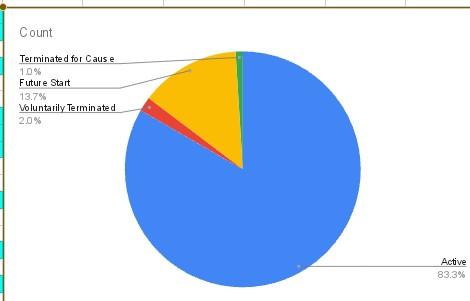 Count
Terminated for Cause
1.0%
Future Start
13.7%
Voluntarily Terminated
2.0%
Active
83.3%